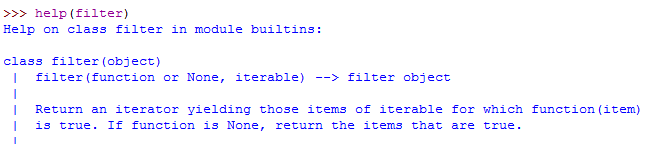 >>> help(filter)
Help on class filter in module builtins:
class filter(object)
 |  filter(function or None, iterable) --> filter object
 |
 |  Return an iterator yielding those items of iterable for which function(item)
 |  is true. If function is None, return the items that are true.
 |